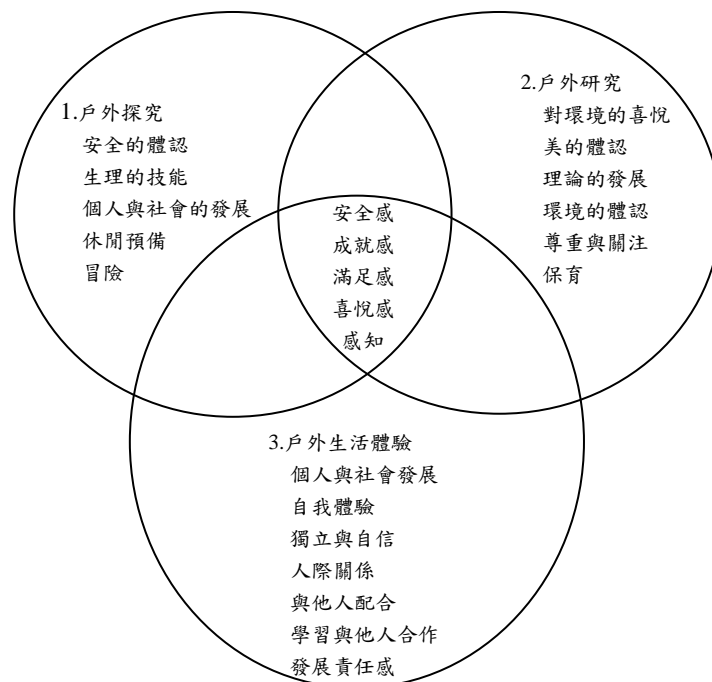 1.戶外探究
安全的體認
生理的技能
個人與社會的發展
休閒預備
冒險
2.戶外研究
對環境的喜悅
美的體認
理論的發展
環境的體認
尊重與關注
保育
安全感
成就感
滿足感
喜悅感
感知
3.戶外生活體驗
個人與社會發展
自我體驗
獨立與自信
人際關係
與他人配合
學習與他人合作
發展責任感